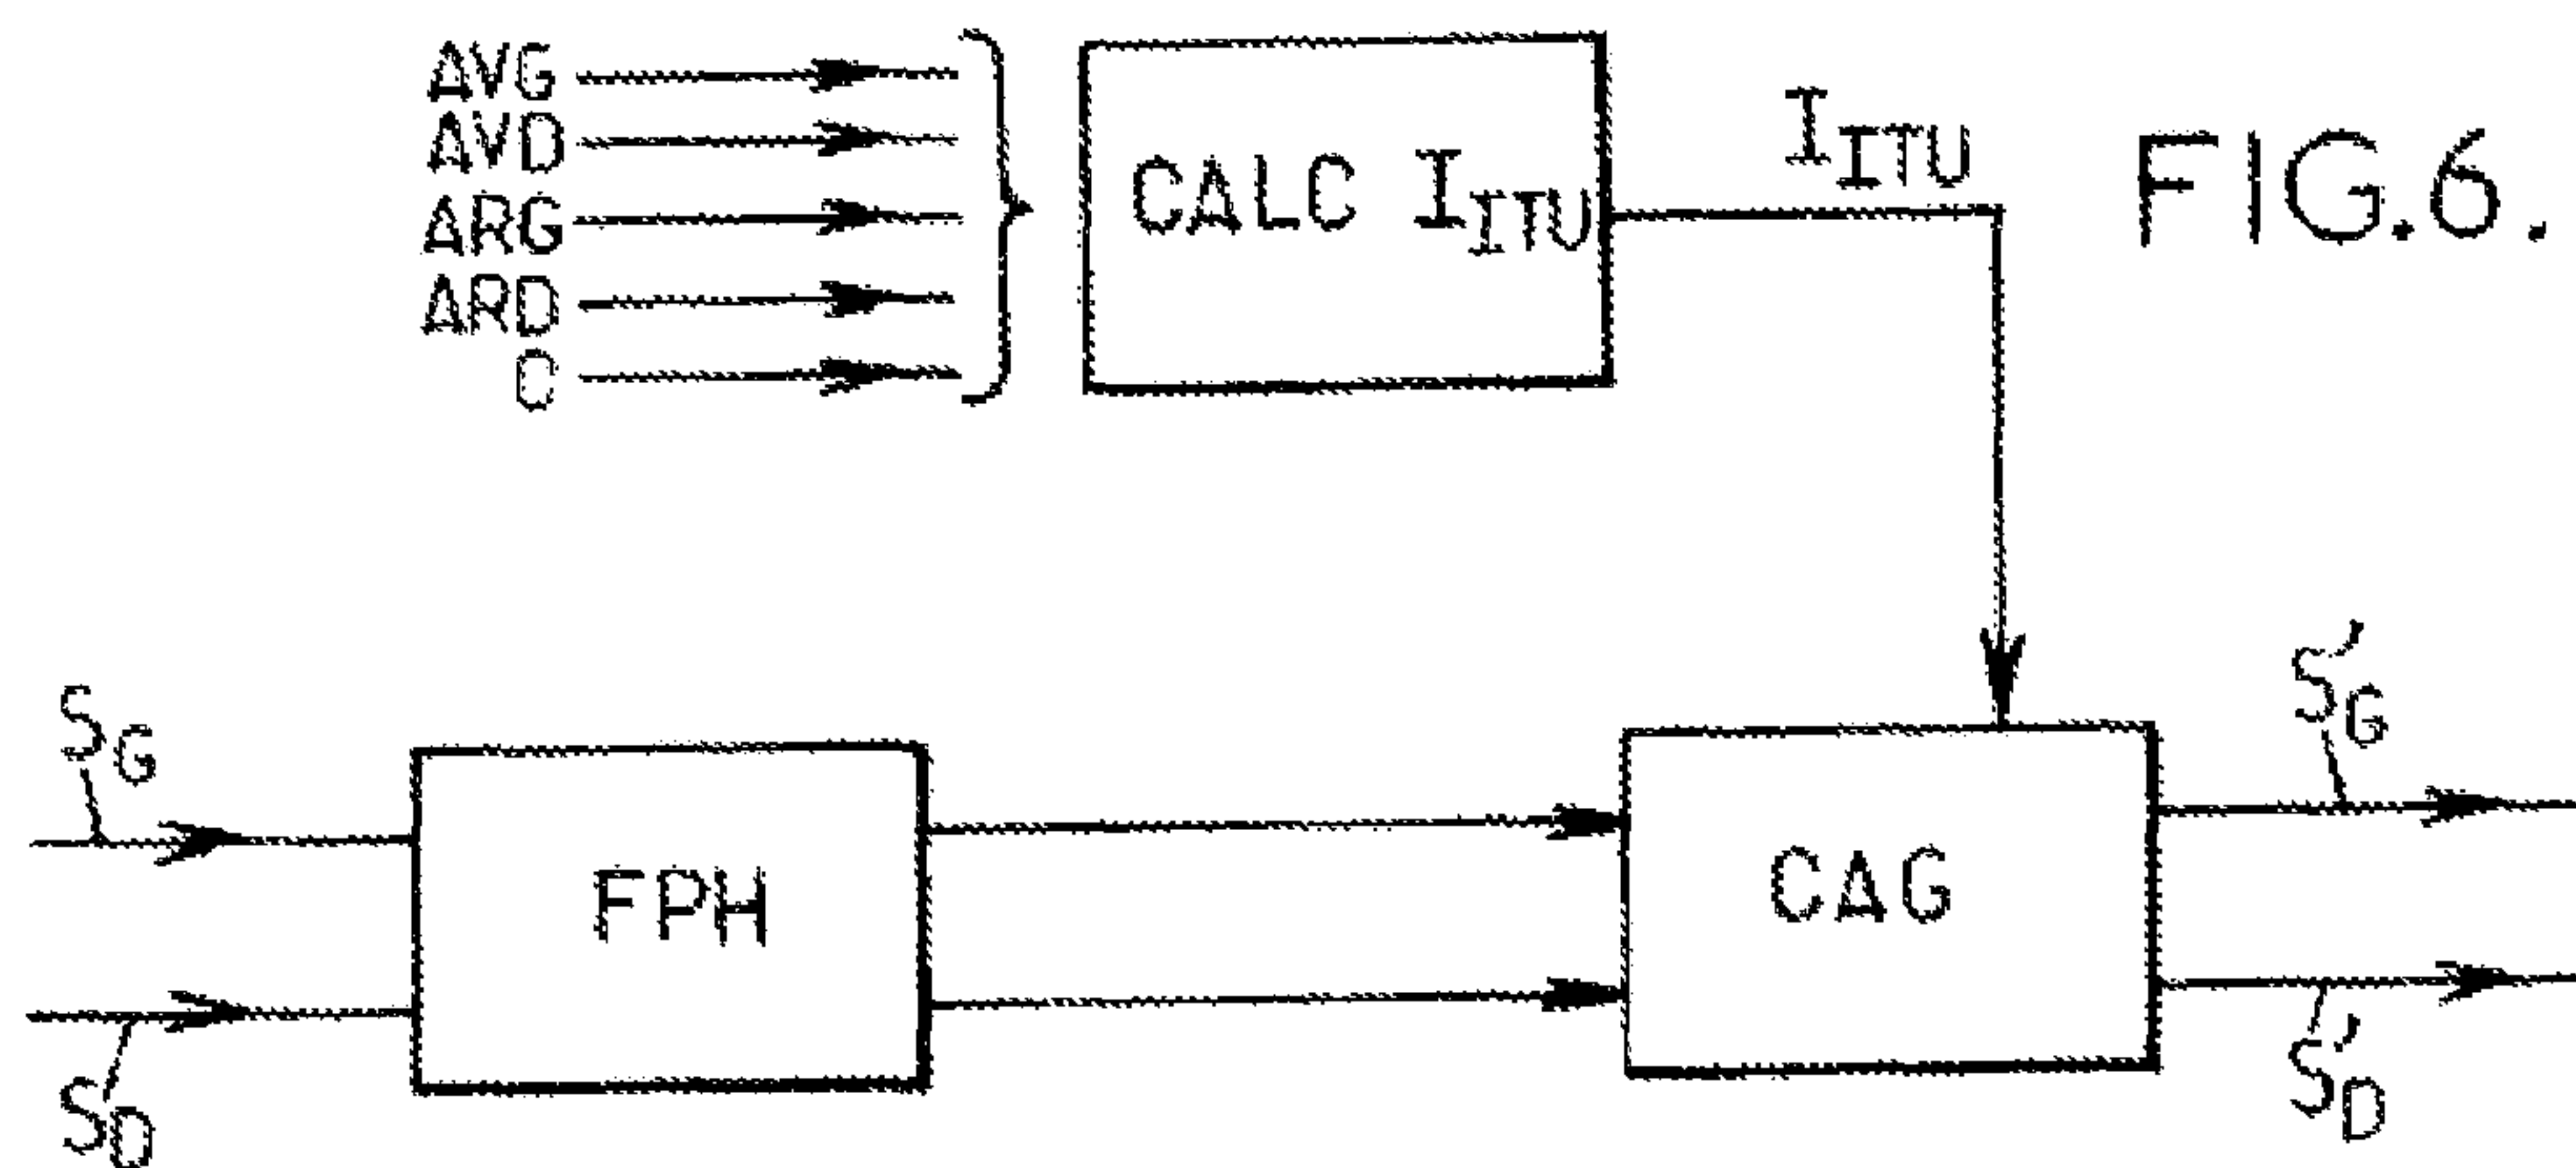 AVG
AVD
ARG
ARD
C
CALC I_ITU
I_ITU
FIG.6.
S_G
S_D
FPH
CAG
S'_G
S'_D